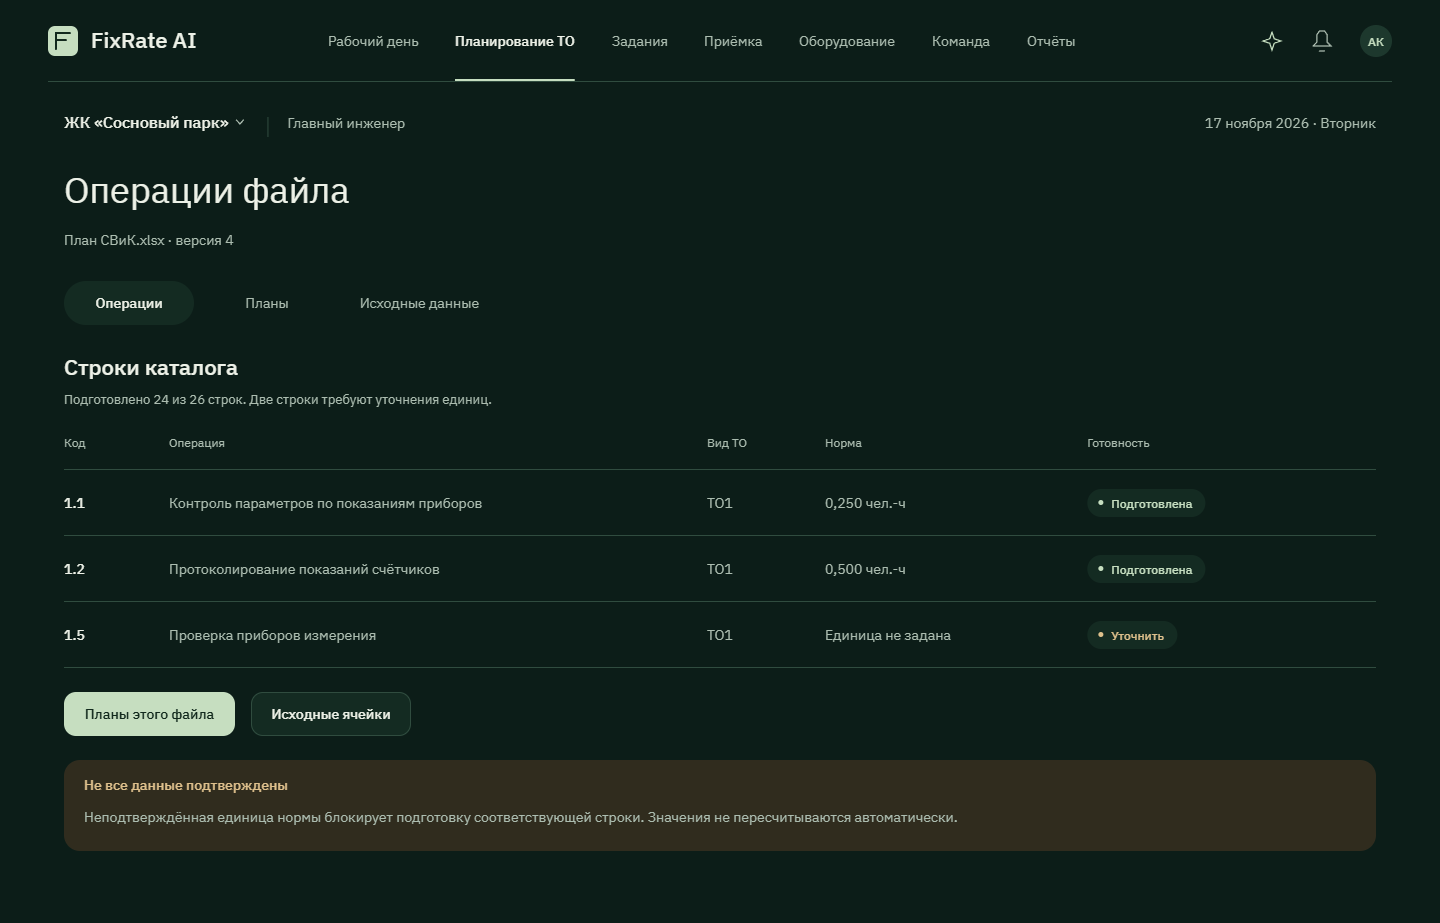 FixRate AI
Рабочий день
Планирование ТО
Задания
Приёмка
Оборудование
Команда
Отчёты
АК
ЖК «Сосновый парк»
Главный инженер
17 ноября 2026 · Вторник
Операции файла
План СВиК.xlsx · версия 4
Операции
Планы
Исходные данные
Строки каталога
Подготовлено 24 из 26 строк. Две строки требуют уточнения единиц.
Код Операция Вид ТО Норма Готовность
1.1 Контроль параметров по показаниям приборов ТО1 0,250 чел.-ч Подготовлена
1.2 Протоколирование показаний счётчиков ТО1 0,500 чел.-ч Подготовлена
1.5 Проверка приборов измерения ТО1 Единица не задана Уточнить
Планы этого файла
Исходные ячейки
Не все данные подтверждены
Неподтверждённая единица нормы блокирует подготовку соответствующей строки. Значения не пересчитываются автоматически.